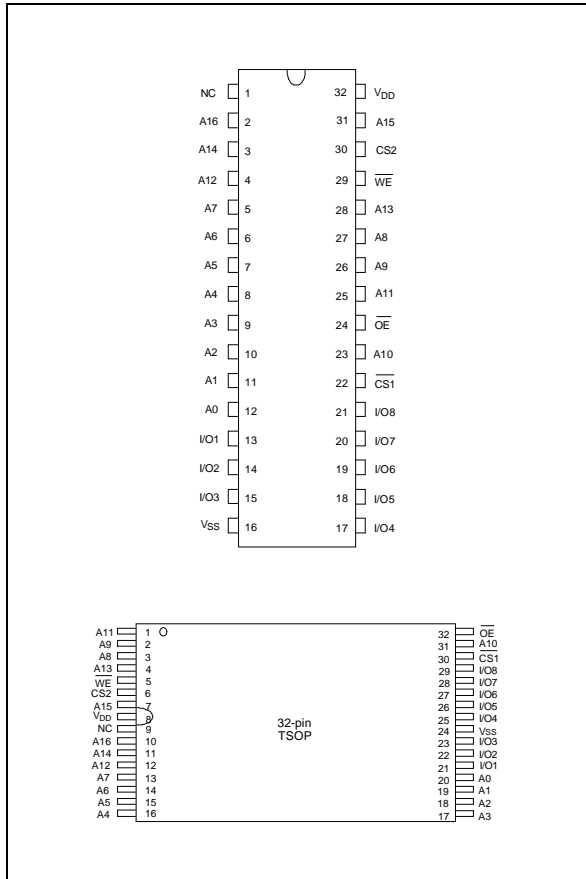 NC 1 32 VDD
A16 2 31 A15
A14 3 30 CS2
A12 4 29 W̅E̅
A7 5 28 A13
A6 6 27 A8
A5 7 26 A9
A4 8 25 A11
A3 9 24 O̅E̅
A2 10 23 A10
A1 11 22 C̅S̅1̅
A0 12 21 I/O8
I/O1 13 20 I/O7
I/O2 14 19 I/O6
I/O3 15 18 I/O5
VSS 16 17 I/O4
A11 1 32 O̅E̅
A9 2 31 A10
A8 3 30 C̅S̅1̅
A13 4 29 I/O8
W̅E̅ 5 28 I/O7
CS2 6 27 I/O6
A15 7 26 I/O5
VDD 8 25 I/O4
NC 9 24 VSS
A16 10 23 I/O3
A14 11 22 I/O2
A12 12 21 I/O1
A7 13 20 A0
A6 14 19 A1
A5 15 18 A2
A4 16 17 A3
32-pin
TSOP